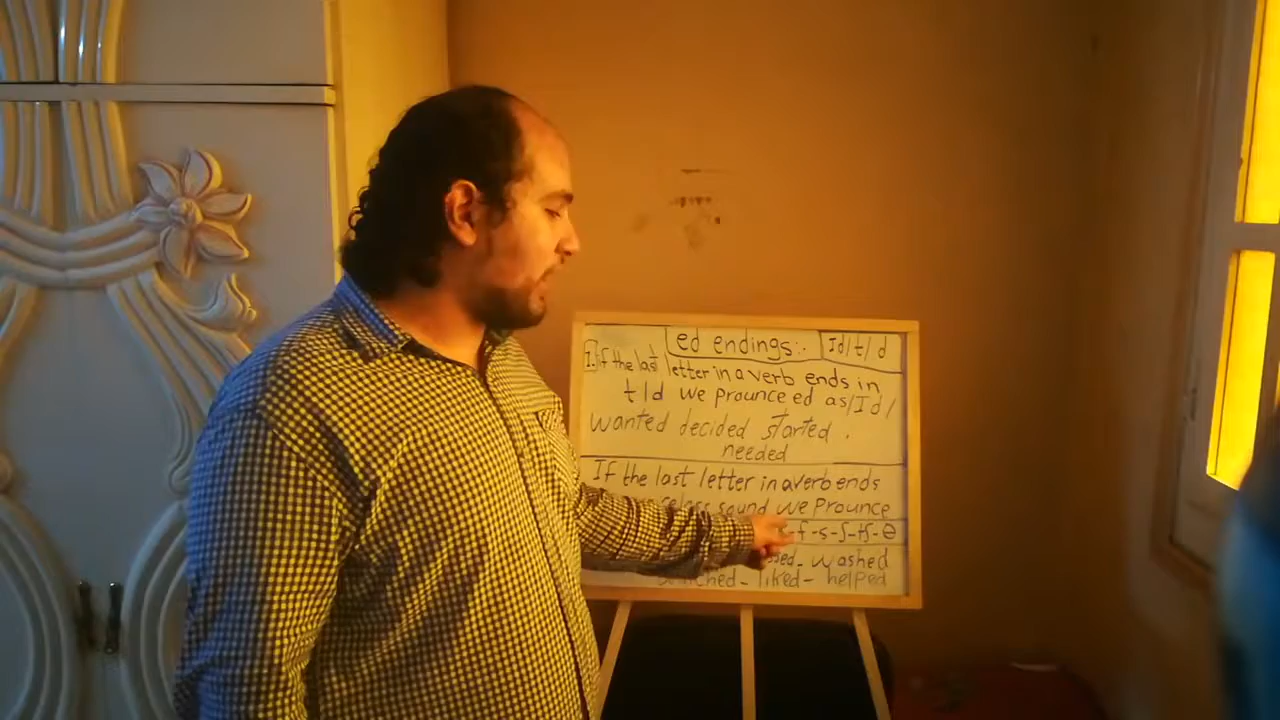 ed endings:. Id/t/d
1. If the last letter in a verb ends in
t/d we prounce ed as /Id/
wanted decided started.
needed
If the last letter in a verb ends
sound we Prounce
-f-s-ʃ-tʃ-θ
washed
liked - helped